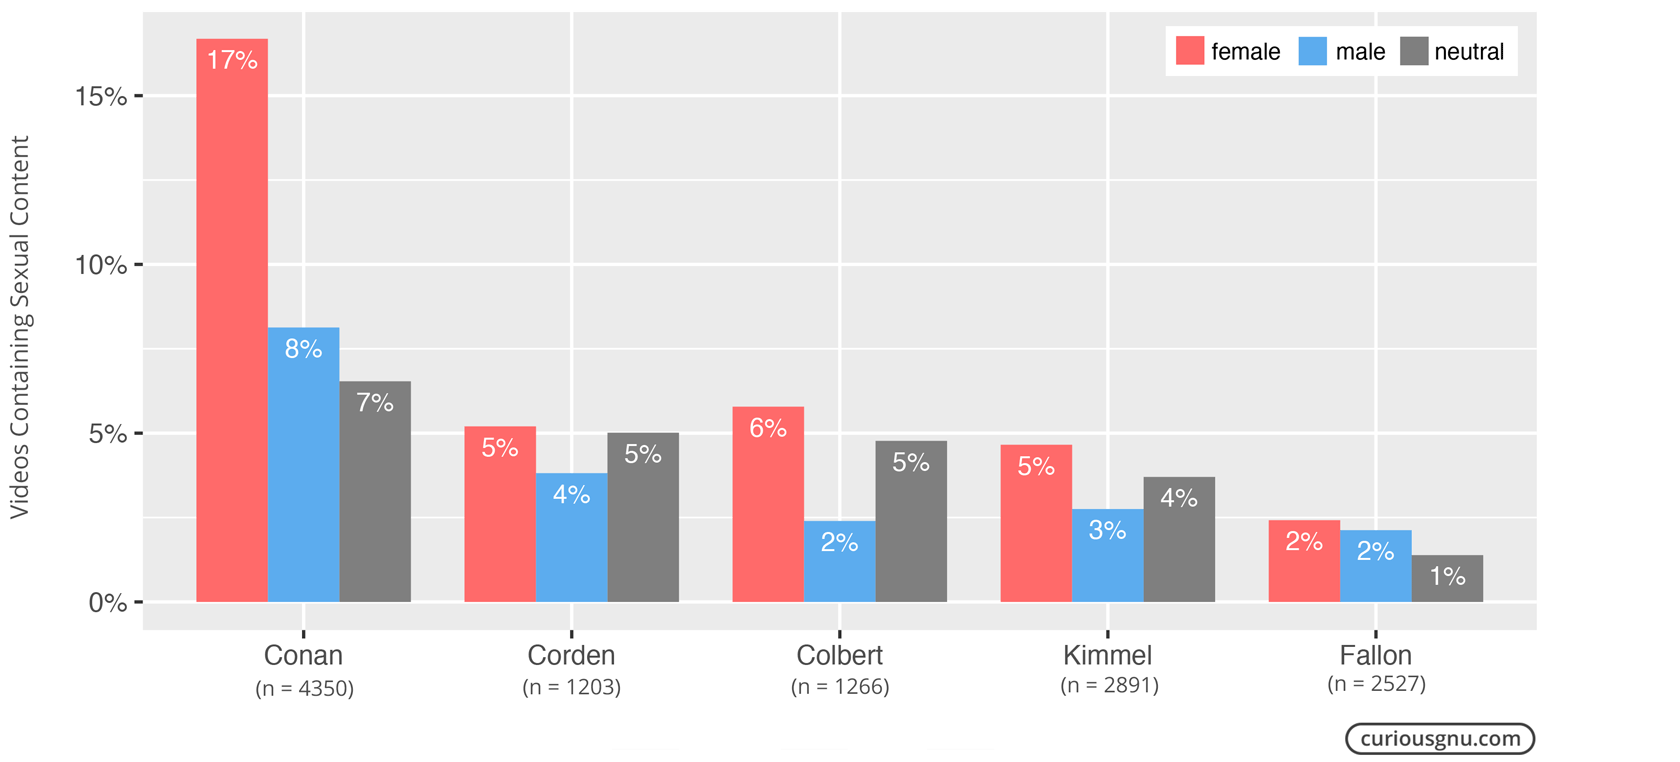 Videos Containing Sexual Content
15%
10%
5%
0%
female male neutral
17% 8% 7%
5% 4% 5%
6% 2% 5%
5% 3% 4%
2% 2% 1%
Conan Corden Colbert Kimmel Fallon
(n = 4350) (n = 1203) (n = 1266) (n = 2891) (n = 2527)
curiousgnu.com